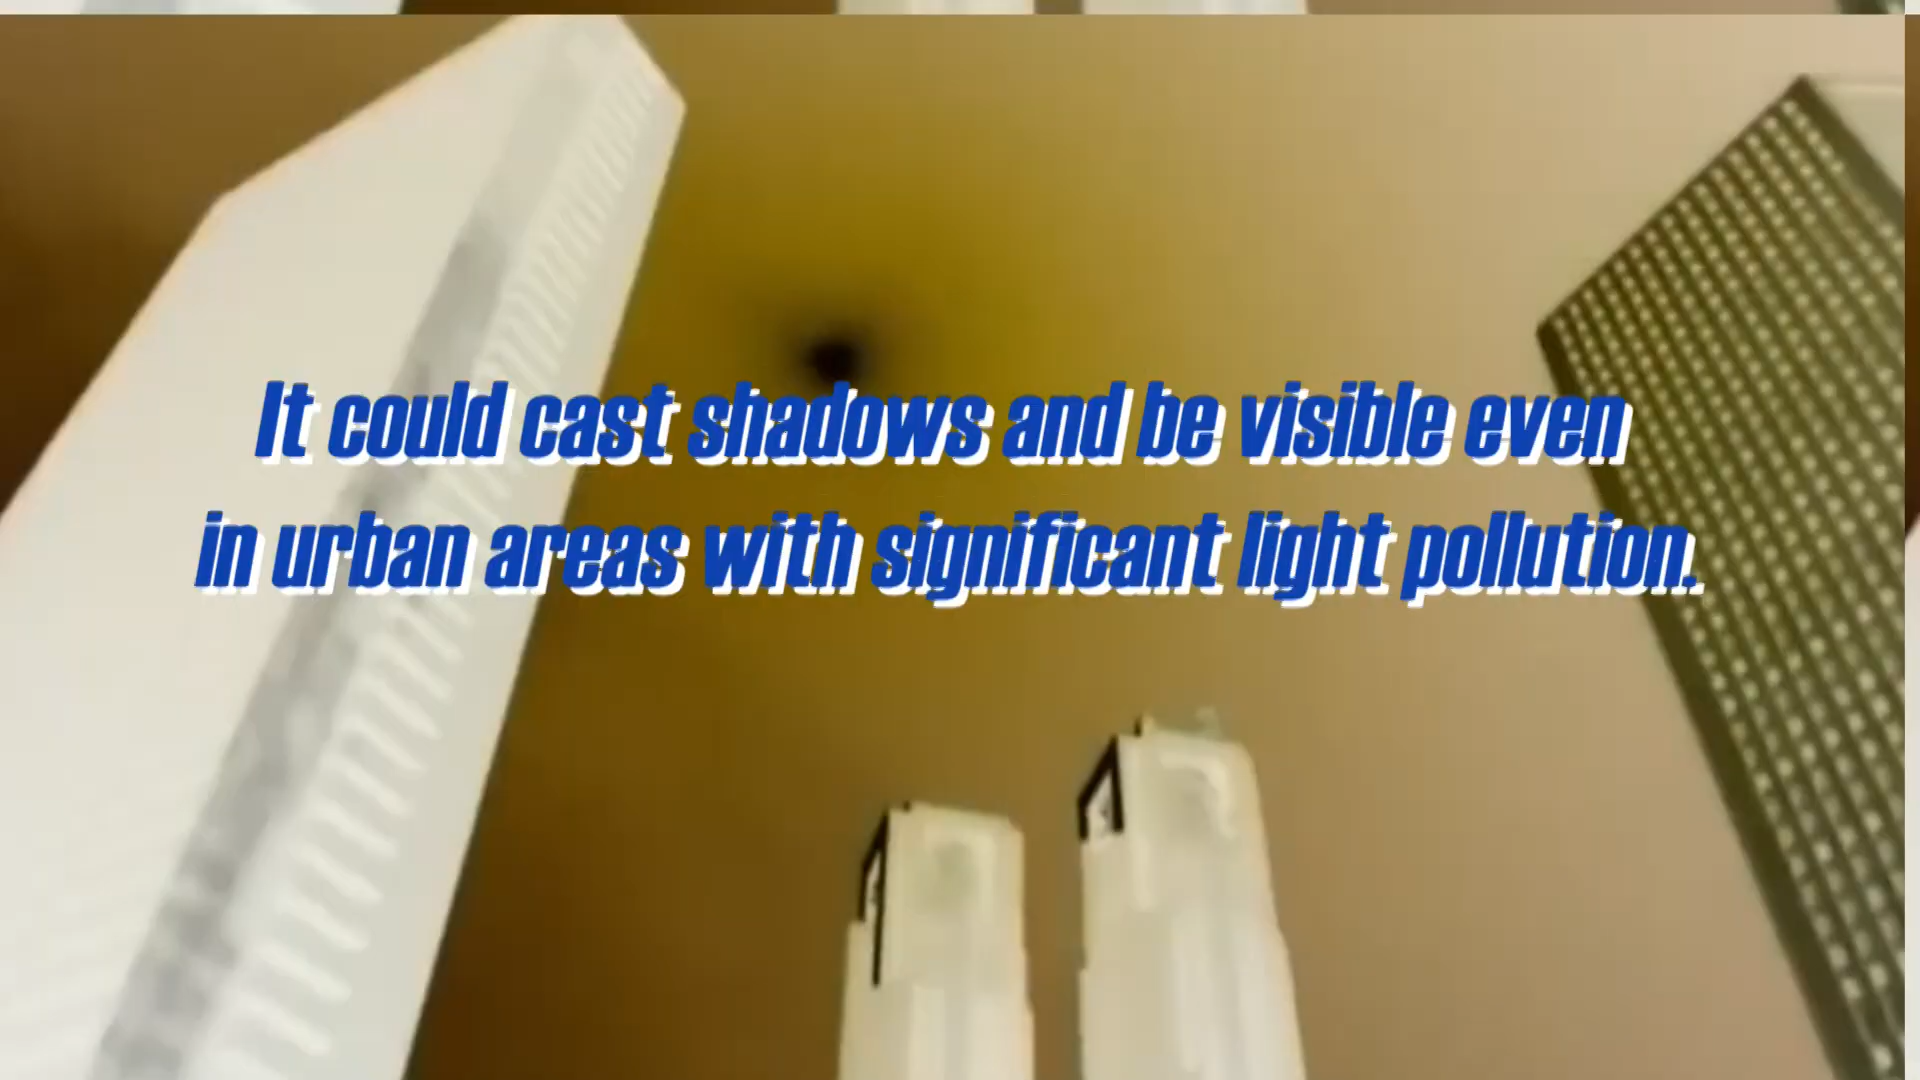 It could cast shadows and be visible even
in urban areas with significant light pollution.